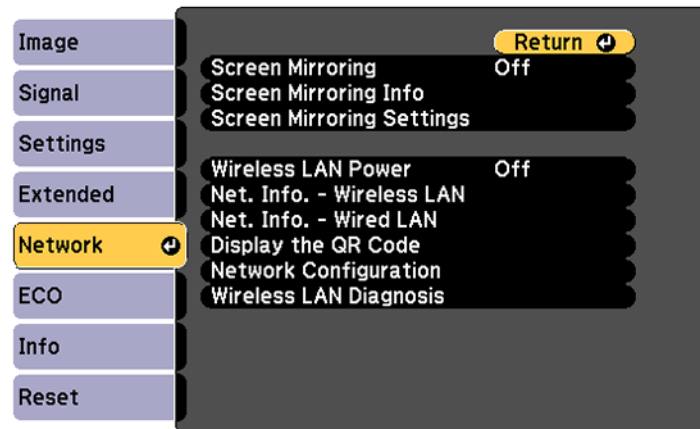 Image
Signal
Settings
Extended
Network
ECO
Info
Reset
Return
Screen Mirroring Off
Screen Mirroring Info
Screen Mirroring Settings
Wireless LAN Power Off
Net. Info. - Wireless LAN
Net. Info. - Wired LAN
Display the QR Code
Network Configuration
Wireless LAN Diagnosis